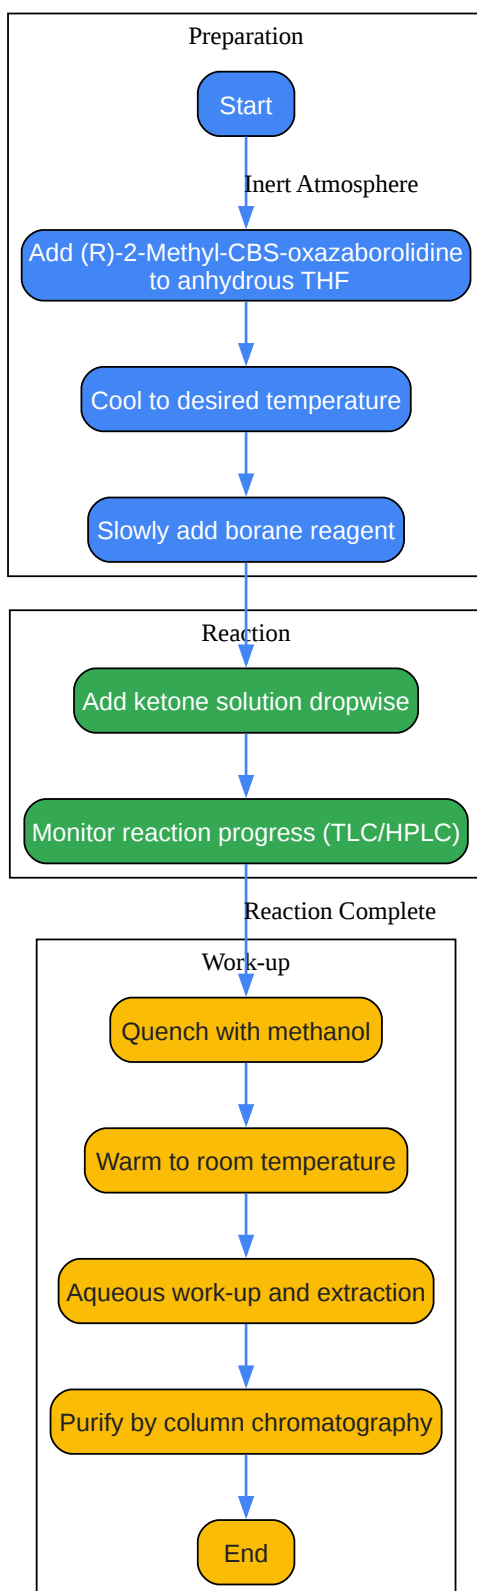 Preparation
Start
Inert Atmosphere
Add (R)-2-Methyl-CBS-oxazaborolidine
to anhydrous THF
Cool to desired temperature
Slowly add borane reagent
Reaction
Add ketone solution dropwise
Monitor reaction progress (TLC/HPLC)
Reaction Complete
Work-up
Quench with methanol
Warm to room temperature
Aqueous work-up and extraction
Purify by column chromatography
End